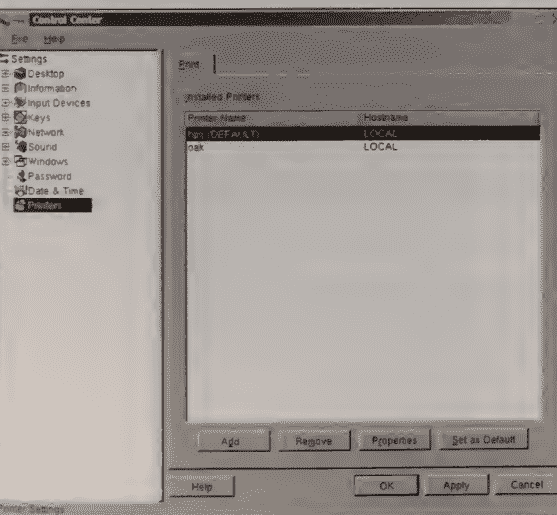 Control Center
File Help
Settings
Desktop
Information
Input Devices
Keys
Network
Sound
Windows
Password
Date & Time
Printers
Print
Installed Printers
Printer Name Hostname
(DEFAULT) LOCAL
oak LOCAL
Add Remove Properties Set as Default
Help OK Apply Cancel
Printer Settings